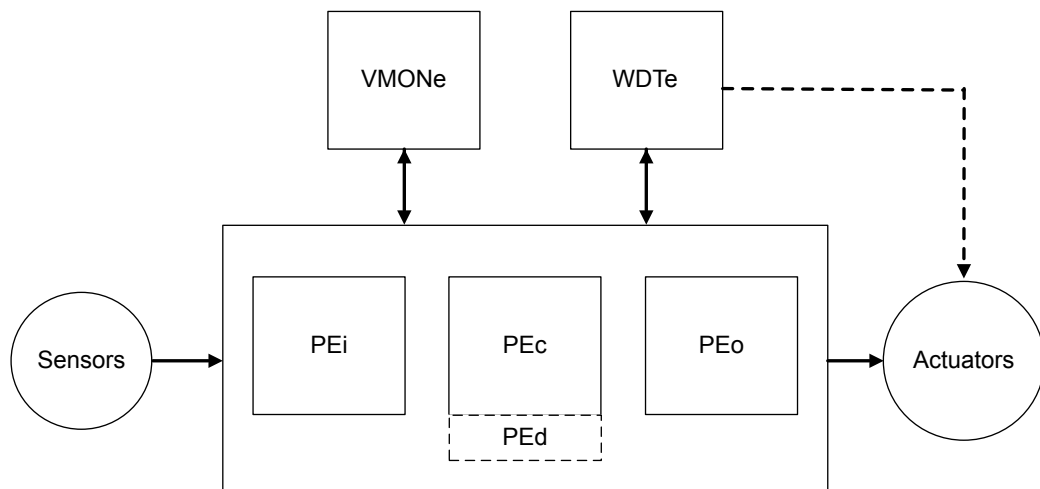 VMONe
WDTe
Sensors
PEi
PEc
PEo
Actuators
PEd